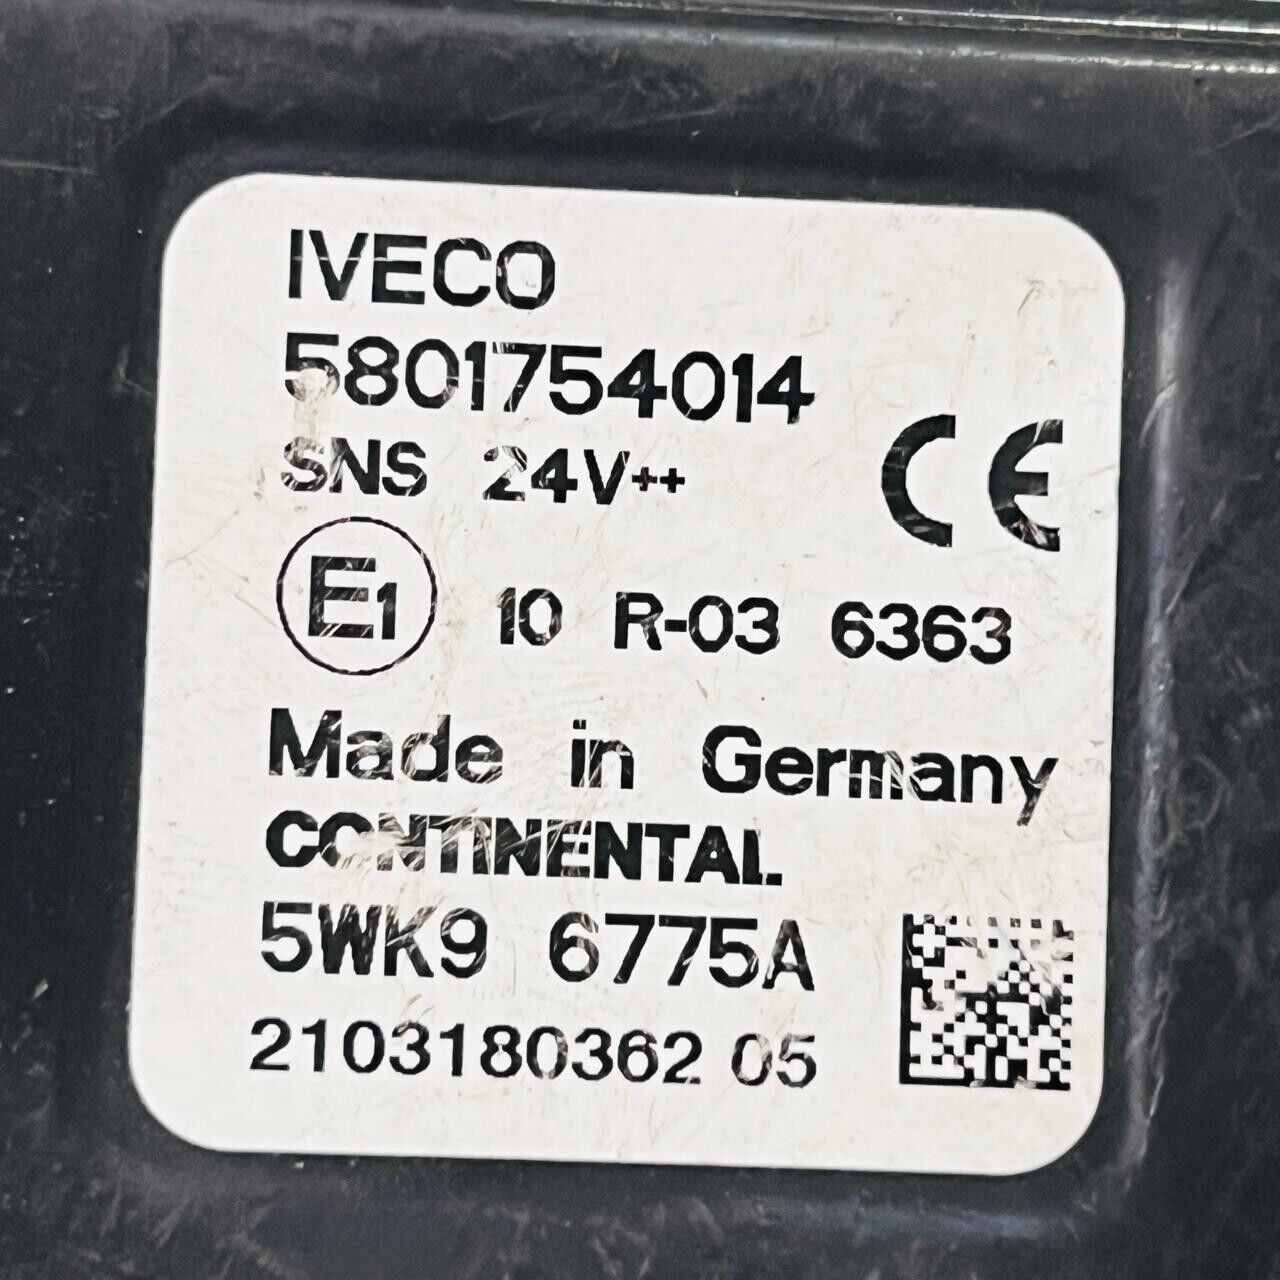 IVECO
5801754014
SNS 24V++
CE
E1 10 R-03 6363
Made in Germany
CONTINENTAL
5WK9 6775A
2103180362 05